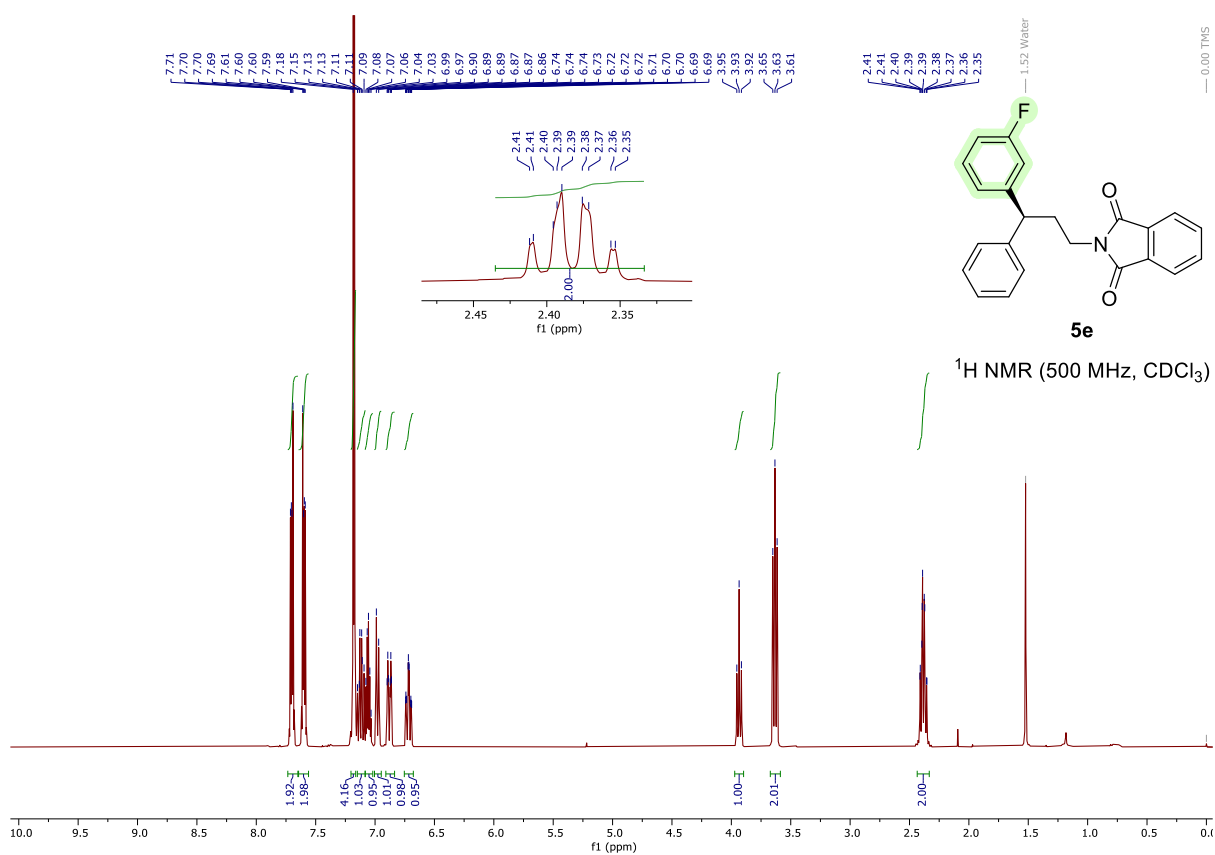 7.71 7.70 7.70 7.69 7.61 7.60 7.60 7.59 7.18 7.15 7.13 7.13 7.11 7.11 7.09 7.08 7.07 7.06 7.04 7.03 6.99 6.97 6.90 6.89 6.89 6.87 6.87 6.86 6.74 6.74 6.74 6.73 6.72 6.72 6.72 6.71 6.70 6.70 6.69 6.69 3.95 3.93 3.92 3.65 3.63 3.61 2.41 2.41 2.40 2.39 2.39 2.38 2.37 2.36 2.35
1.52 Water
0.00 TMS
2.41 2.41 2.40 2.39 2.39 2.38 2.37 2.36 2.35
2.00
2.45 2.40 2.35
f1 (ppm)
F
O
N
O
5e
¹H NMR (500 MHz, CDCl₃)
1.92 1.98 4.16 1.03 0.95 1.01 0.98 0.95 1.00 2.01 2.00
10.0 9.5 9.0 8.5 8.0 7.5 7.0 6.5 6.0 5.5 5.0 4.5 4.0 3.5 3.0 2.5 2.0 1.5 1.0 0.5
f1 (ppm)